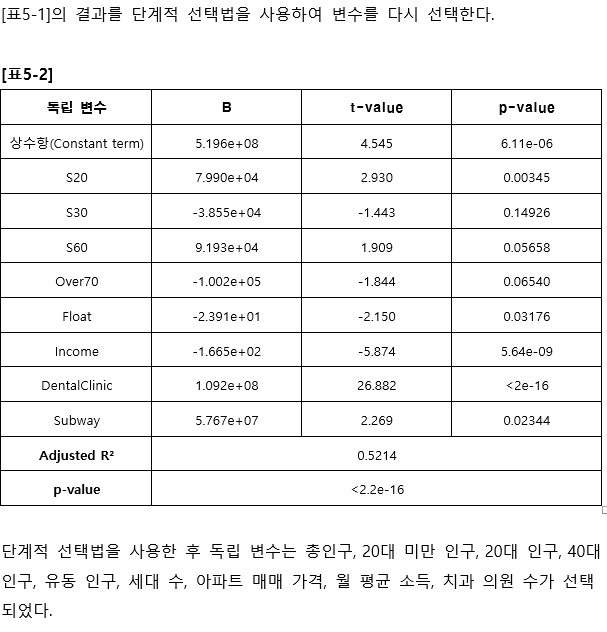 [표5-1]의 결과를 단계적 선택법을 사용하여 변수를 다시 선택한다.
[표5-2]
독립 변수 B t-value p-value
상수항(Constant term) 5.196e+08 4.545 6.11e-06
S20 7.990e+04 2.930 0.00345
S30 -3.855e+04 -1.443 0.14926
S60 9.193e+04 1.909 0.05658
Over70 -1.002e+05 -1.844 0.06540
Float -2.391e+01 -2.150 0.03176
Income -1.665e+02 -5.874 5.64e-09
DentalClinic 1.092e+08 26.882 <2e-16
Subway 5.767e+07 2.269 0.02344
Adjusted R² 0.5214
p-value <2.2e-16
단계적 선택법을 사용한 후 독립 변수는 총인구, 20대 미만 인구, 20대 인구, 40대
인구, 유동 인구, 세대 수, 아파트 매매 가격, 월 평균 소득, 치과 의원 수가 선택
되었다.